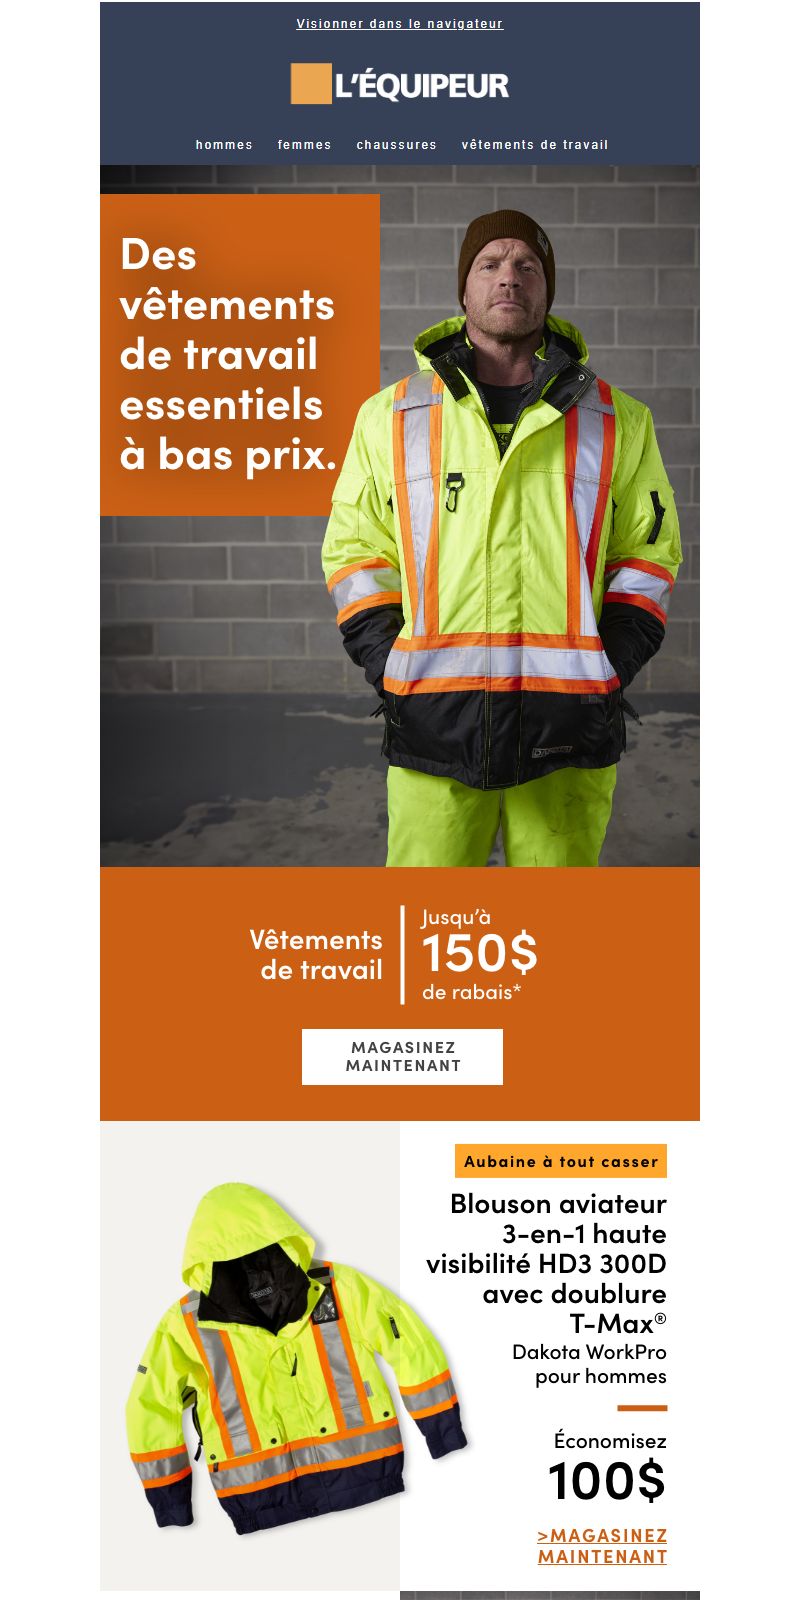 Visionner dans le navigateur
L'ÉQUIPEUR
hommes femmes chaussures vêtements de travail
Des
vêtements
de travail
essentiels
à bas prix.
Vêtements
de travail
Jusqu'à
150$
de rabais*
MAGASINEZ
MAINTENANT
Aubaine à tout casser
Blouson aviateur
3-en-1 haute
visibilité HD3 300D
avec doublure
T-Max®
Dakota WorkPro
pour hommes
Économisez
100$
>MAGASINEZ
MAINTENANT